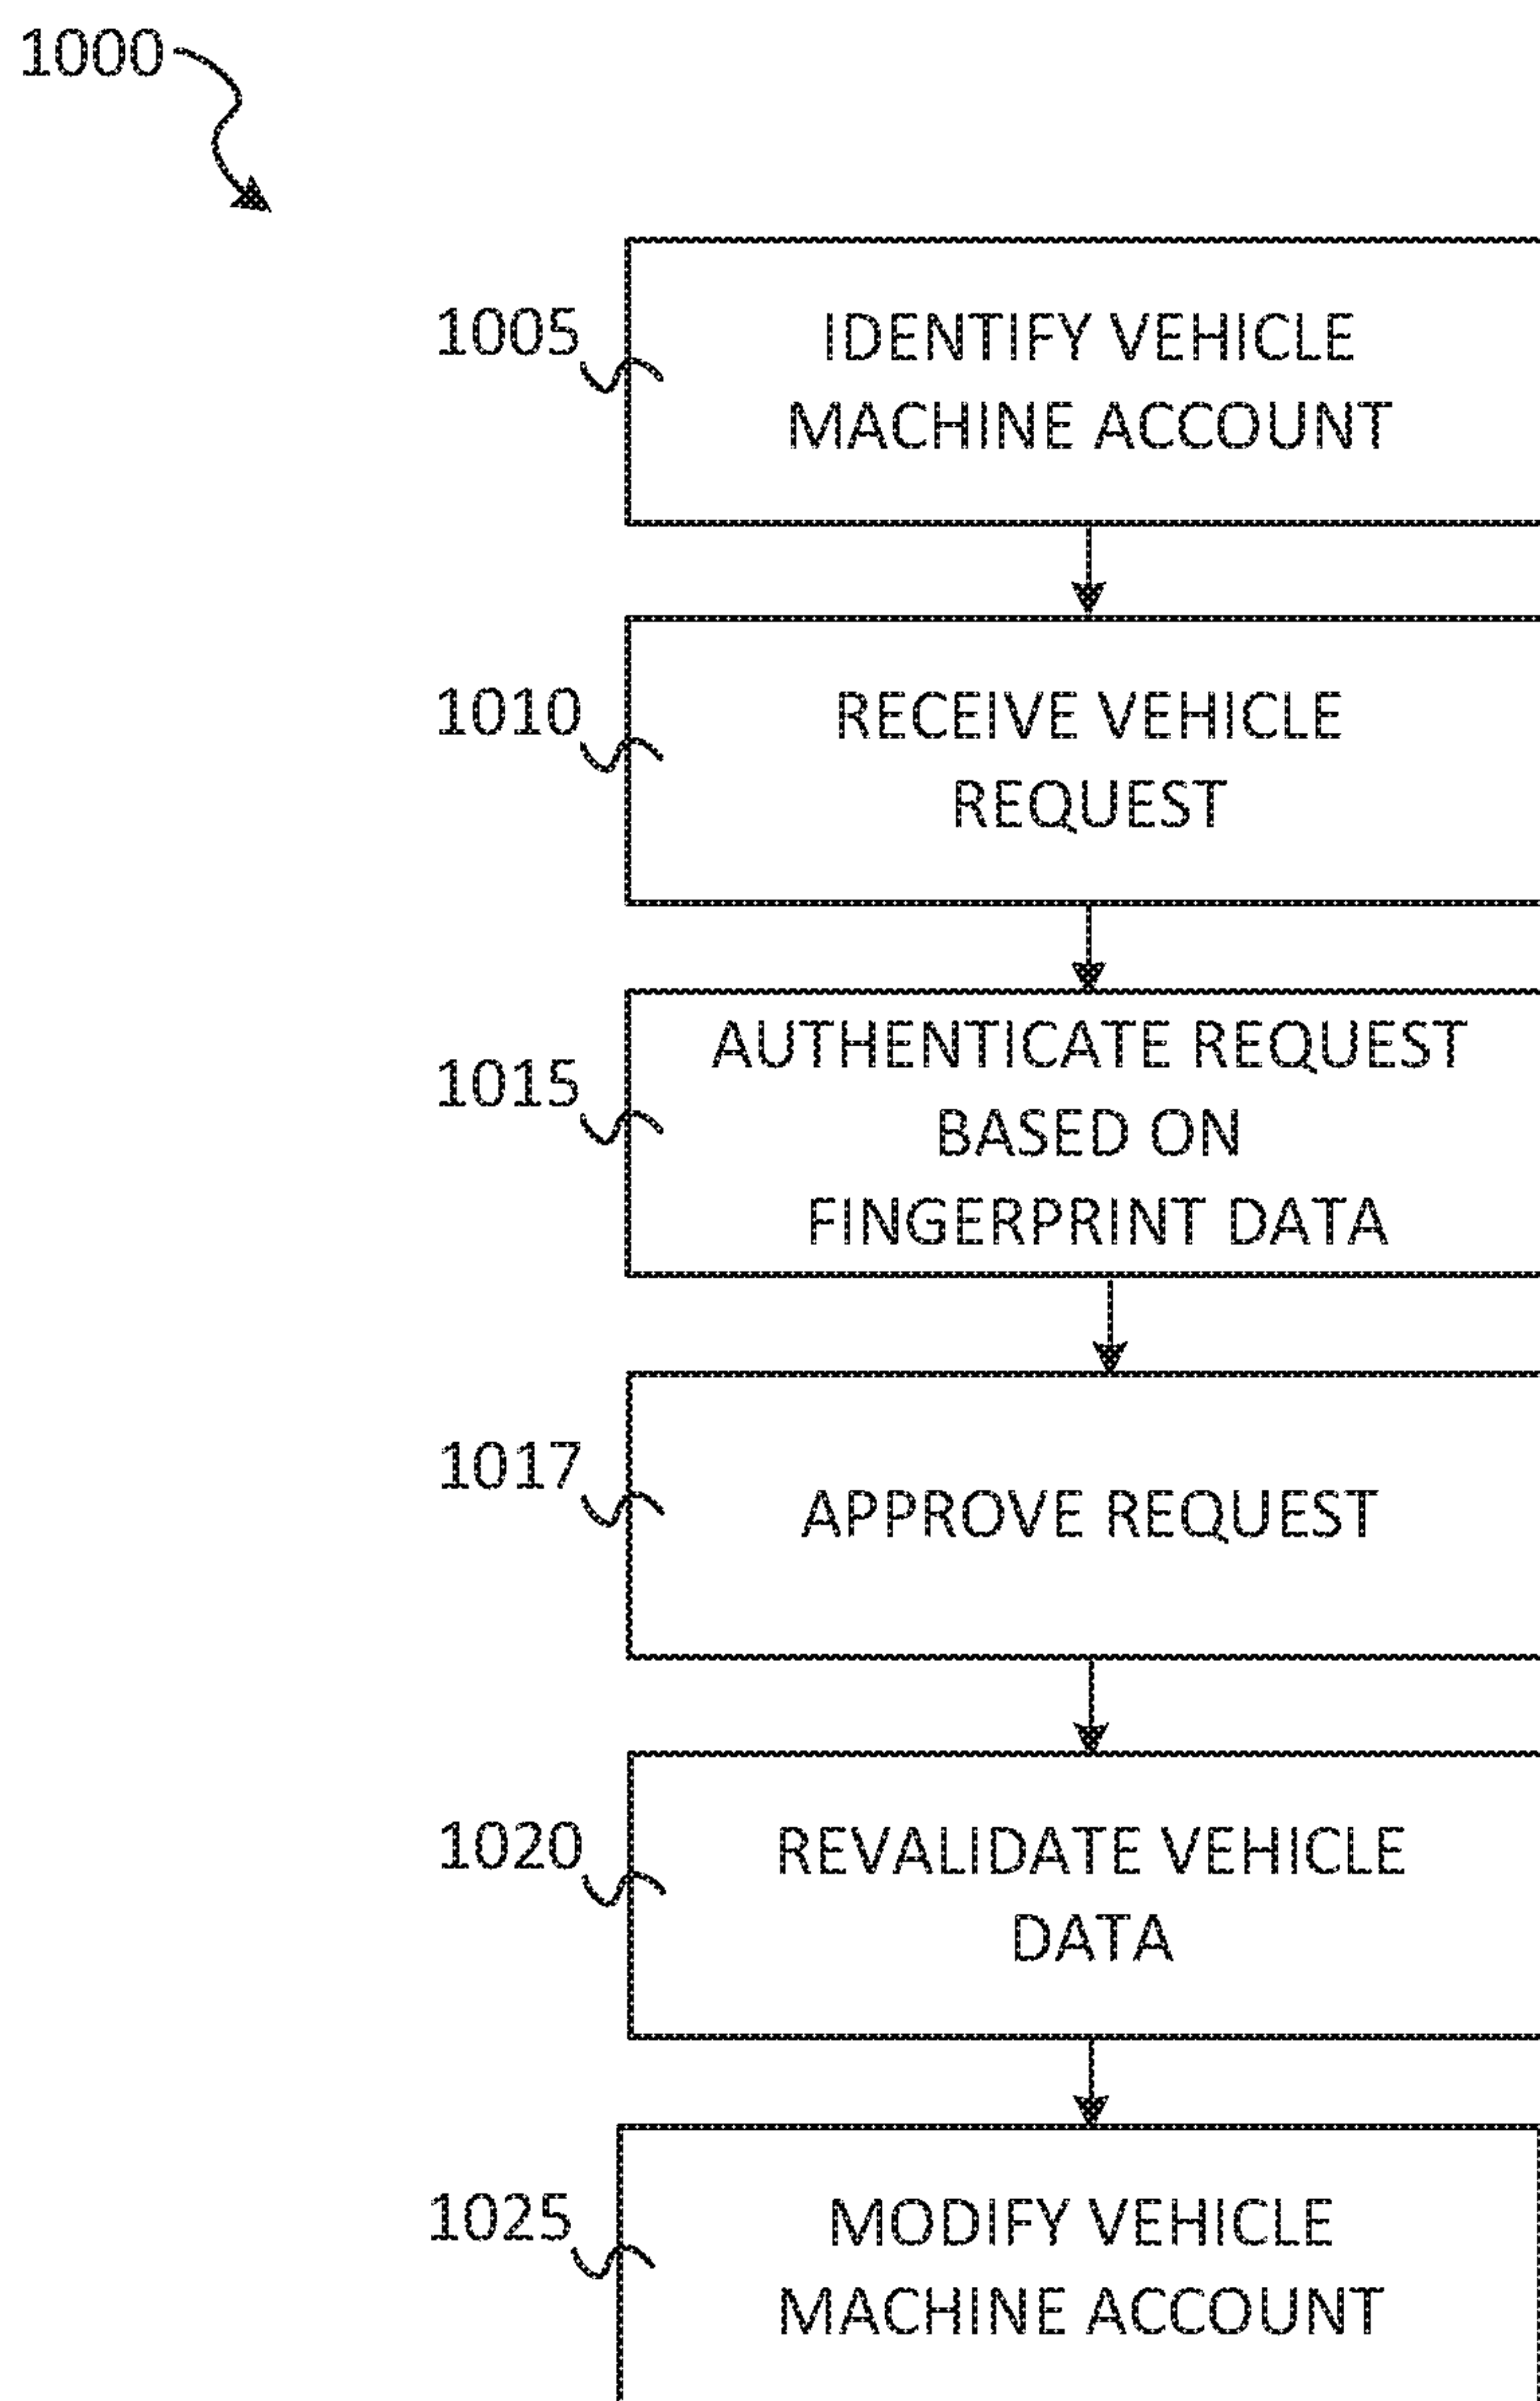 1000
1005
IDENTIFY VEHICLE
MACHINE ACCOUNT
1010
RECEIVE VEHICLE
REQUEST
1015
AUTHENTICATE REQUEST
BASED ON
FINGERPRINT DATA
1017
APPROVE REQUEST
1020
REVALIDATE VEHICLE
DATA
1025
MODIFY VEHICLE
MACHINE ACCOUNT